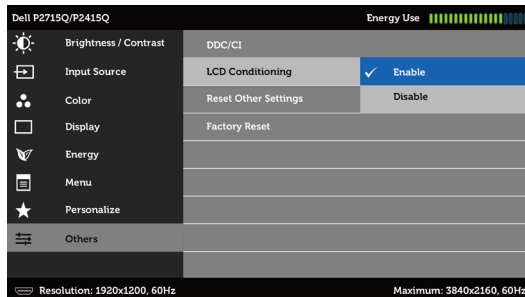 Dell P2715Q/P2415Q Energy Use
Brightness / Contrast DDC/CI
Input Source LCD Conditioning Enable
Color Reset Other Settings Disable
Display Factory Reset
Energy
Menu
Personalize
Others
Resolution: 1920x1200, 60Hz Maximum: 3840x2160, 60Hz